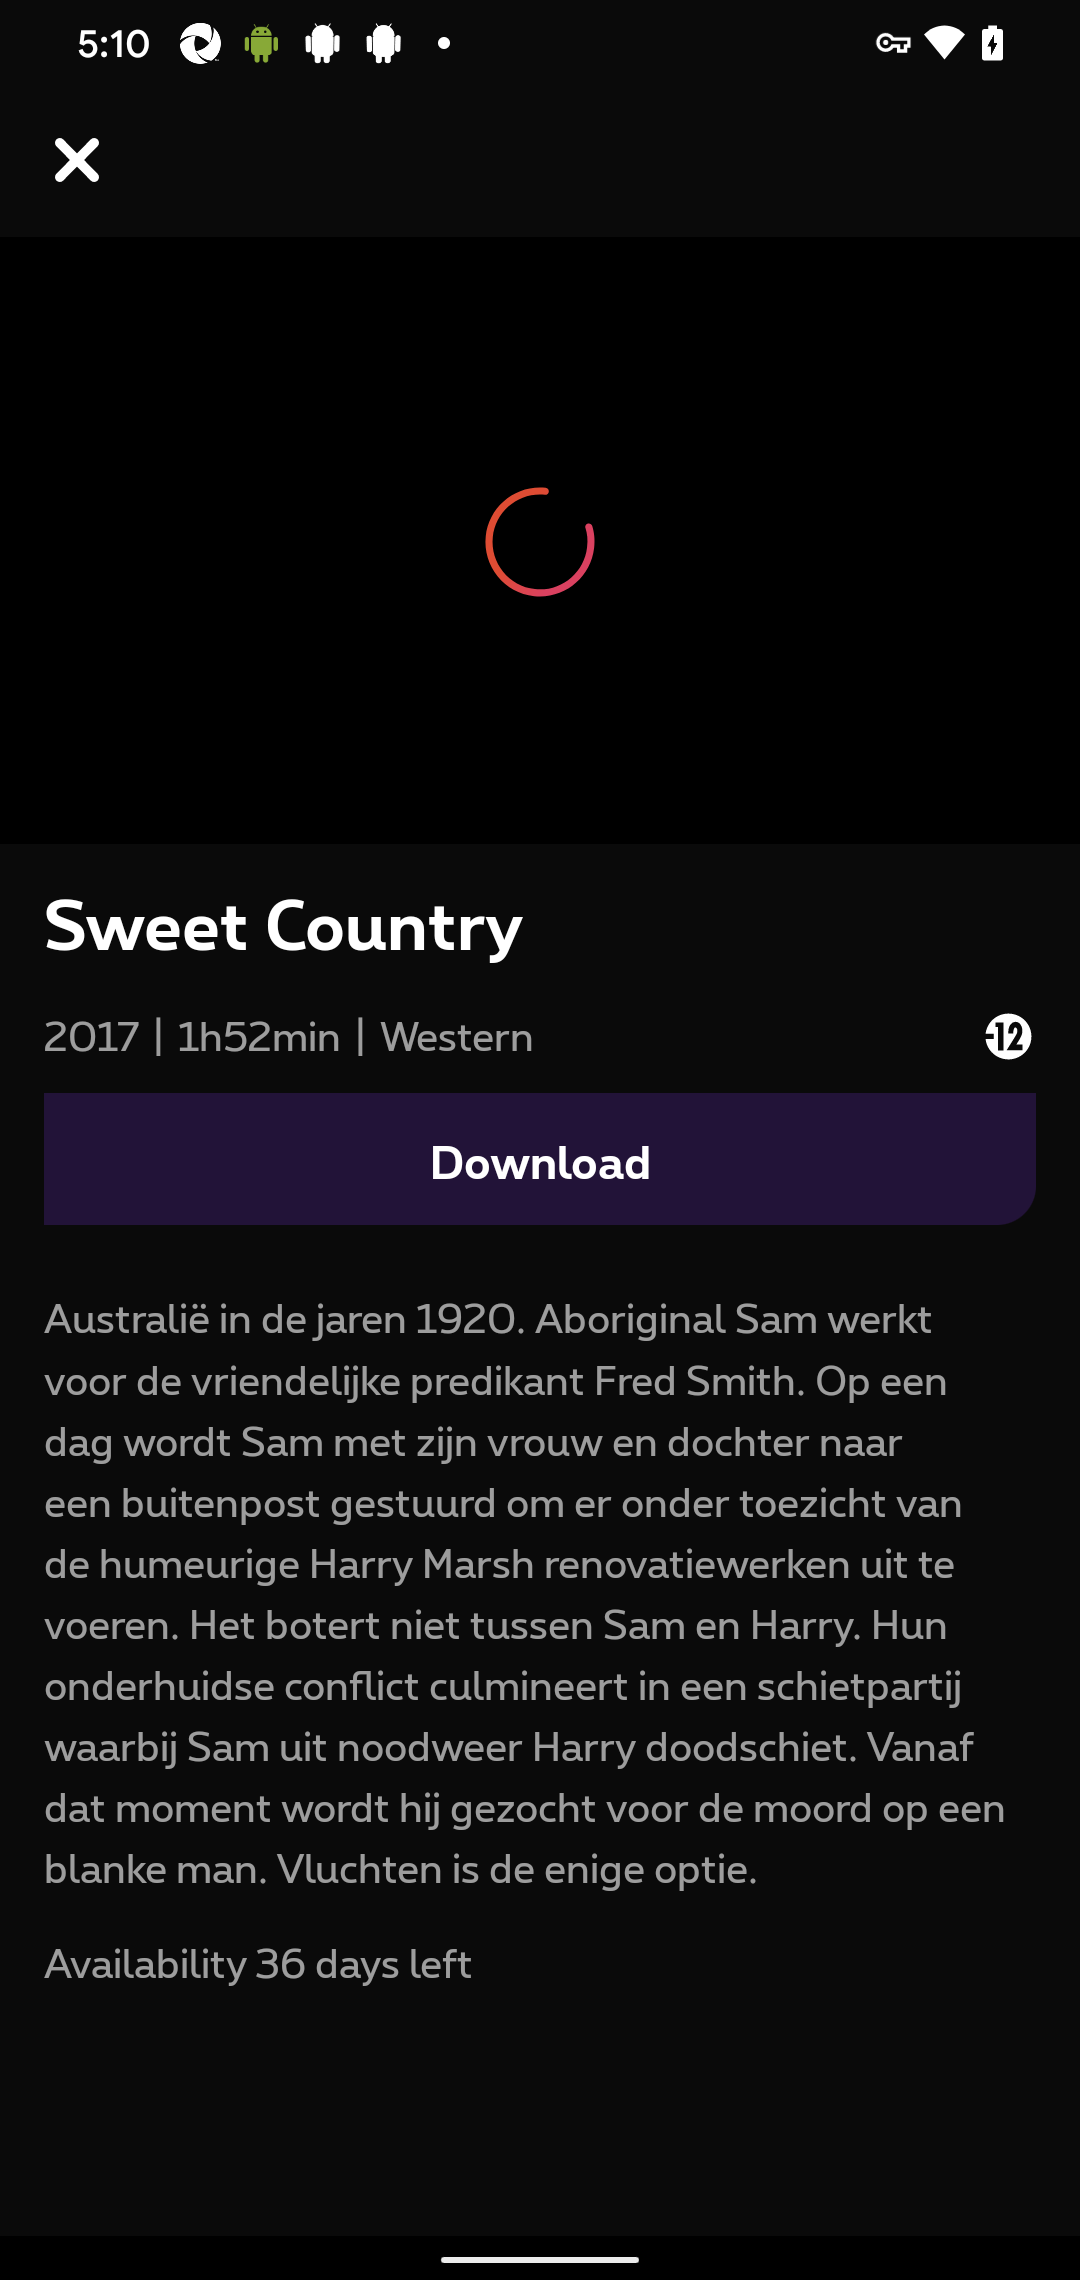 5:10
Sweet Country
2017 | 1h52min | Western
-12
Download
Australië in de jaren 1920. Aboriginal Sam werkt
voor de vriendelijke predikant Fred Smith. Op een
dag wordt Sam met zijn vrouw en dochter naar
een buitenpost gestuurd om er onder toezicht van
de humeurige Harry Marsh renovatiewerken uit te
voeren. Het botert niet tussen Sam en Harry. Hun
onderhuidse conflict culmineert in een schietpartij
waarbij Sam uit noodweer Harry doodschiet. Vanaf
dat moment wordt hij gezocht voor de moord op een
blanke man. Vluchten is de enige optie.
Availability 36 days left